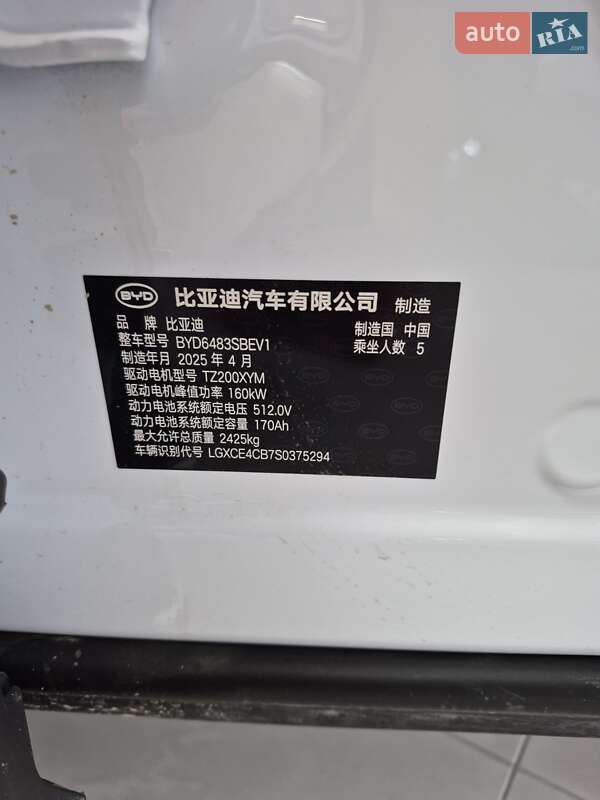 auto RIA.com
BYD 比亚迪汽车有限公司 制造
品 牌 比亚迪 制造国 中国
整车型号 BYD6483SBEV1 乘坐人数 5
制造年月 2025 年 4 月
驱动电机型号 TZ200XYM
驱动电机峰值功率 160kW
动力电池系统额定电压 512.0V
动力电池系统额定容量 170Ah
最大允许总质量 2425kg
车辆识别代号 LGXCE4CB7S0375294